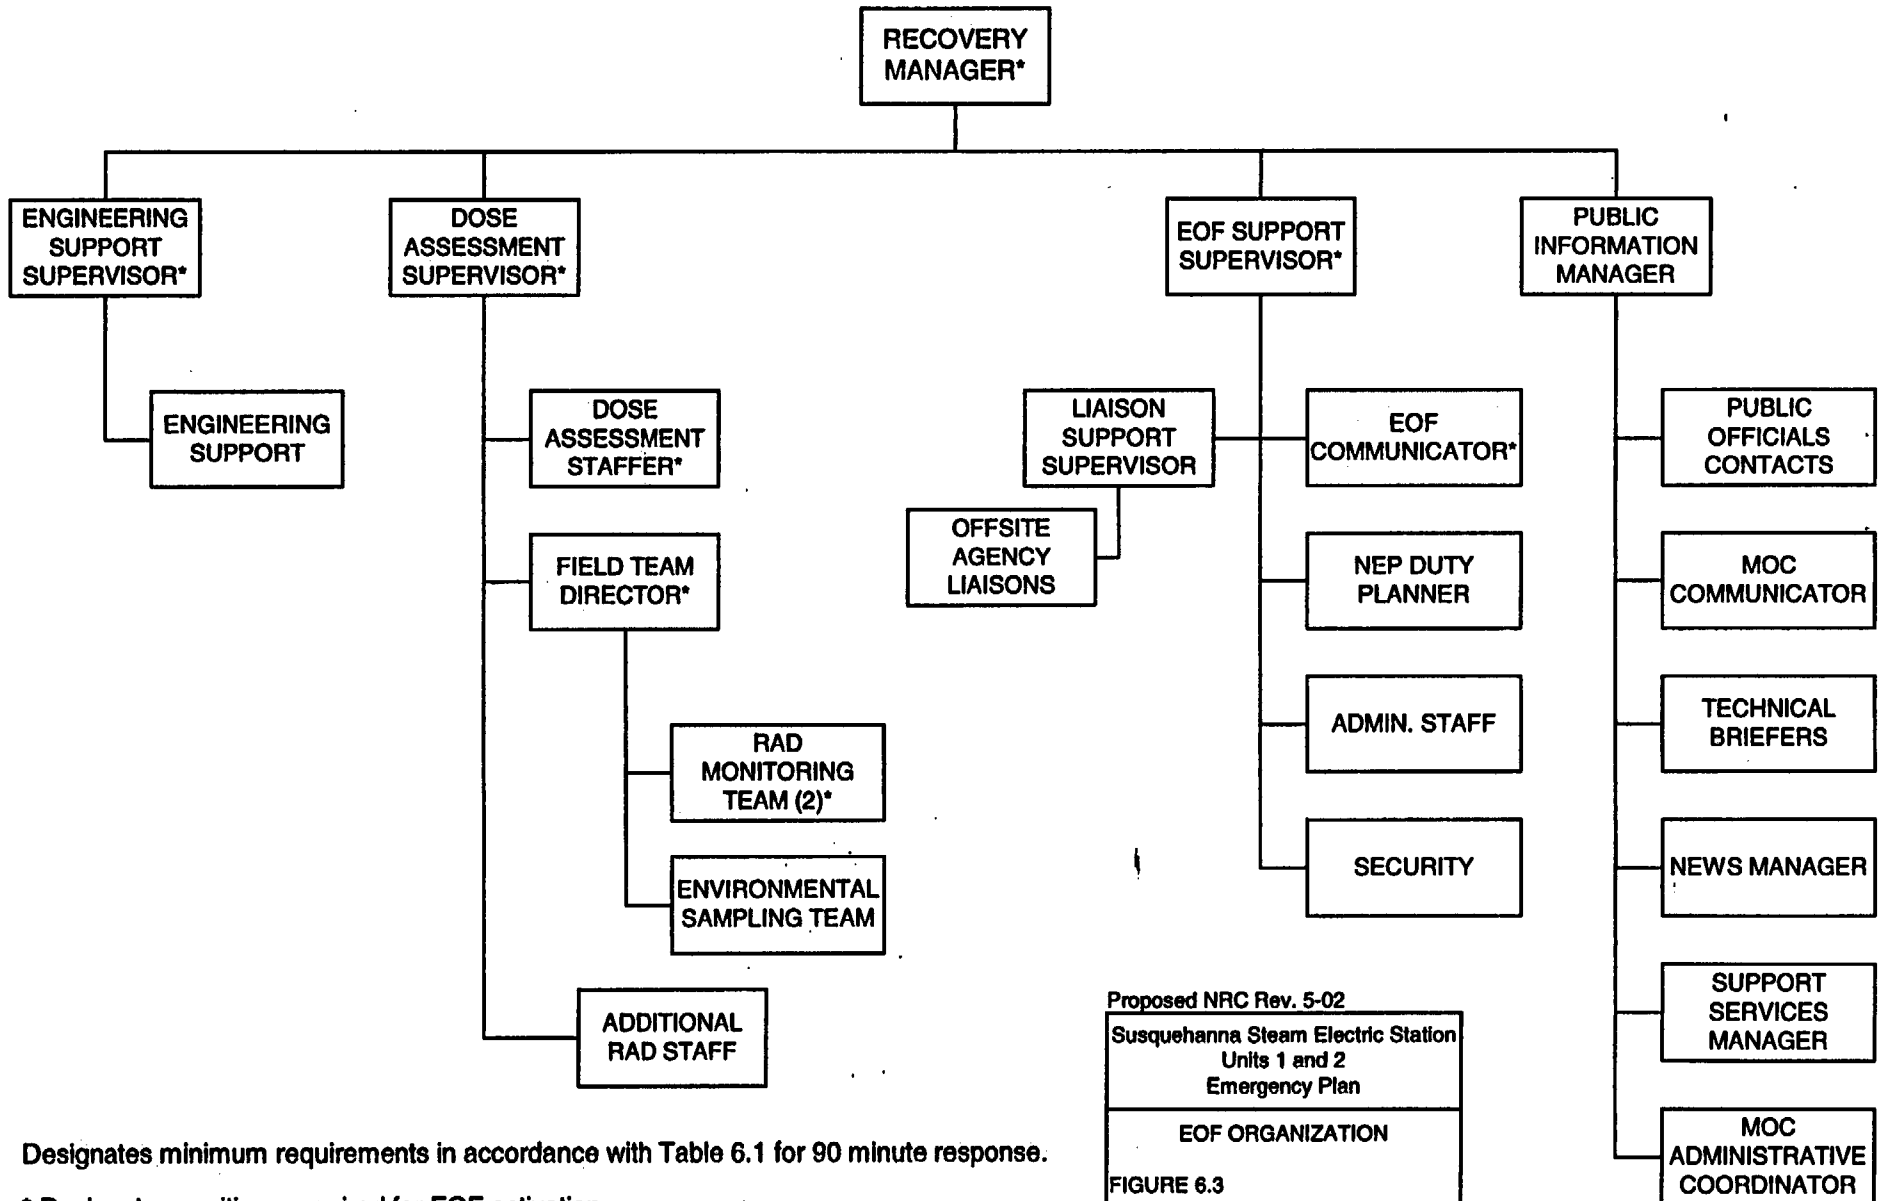 RECOVERY
MANAGER*
ENGINEERING
SUPPORT
SUPERVISOR*
DOSE
ASSESSMENT
SUPERVISOR*
EOF SUPPORT
SUPERVISOR*
PUBLIC
INFORMATION
MANAGER
ENGINEERING
SUPPORT
DOSE
ASSESSMENT
STAFFER*
LIAISON
SUPPORT
SUPERVISOR
EOF
COMMUNICATOR*
PUBLIC
OFFICIALS
CONTACTS
OFFSITE
AGENCY
LIAISONS
FIELD TEAM
DIRECTOR*
NEP DUTY
PLANNER
MOC
COMMUNICATOR
RAD
MONITORING
TEAM (2)*
ADMIN. STAFF
TECHNICAL
BRIEFERS
ENVIRONMENTAL
SAMPLING TEAM
SECURITY
NEWS MANAGER
ADDITIONAL
RAD STAFF
SUPPORT
SERVICES
MANAGER
MOC
ADMINISTRATIVE
COORDINATOR
Proposed NRC Rev. 5-02
Susquehanna Steam Electric Station
Units 1 and 2
Emergency Plan
EOF ORGANIZATION
FIGURE 6.3
Designates minimum requirements in accordance with Table 6.1 for 90 minute response.